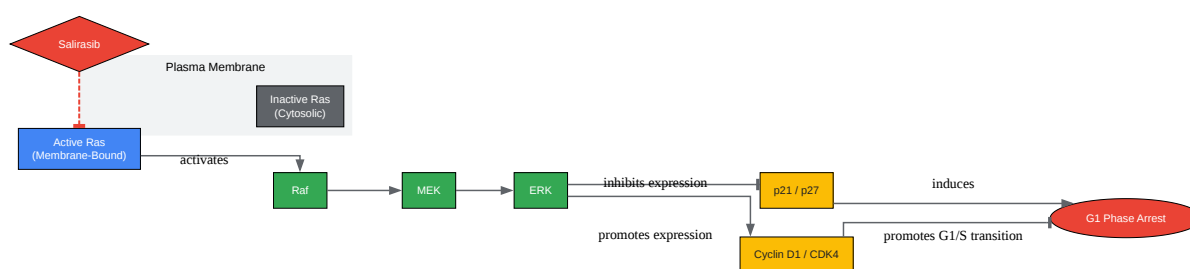 Salirasib
Plasma Membrane
Inactive Ras
(Cytosolic)
Active Ras
(Membrane-Bound)
activates
Raf
MEK
ERK
inhibits expression
p21 / p27
induces
G1 Phase Arrest
promotes expression
Cyclin D1 / CDK4
promotes G1/S transition